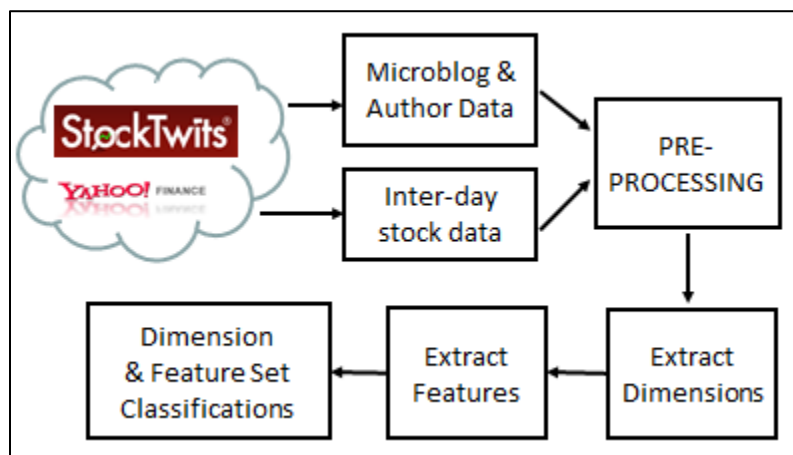 StockTwits®
YAHOO! FINANCE
Microblog &
Author Data
Inter-day
stock data
PRE-
PROCESSING
Extract
Dimensions
Extract
Features
Dimension
& Feature Set
Classifications